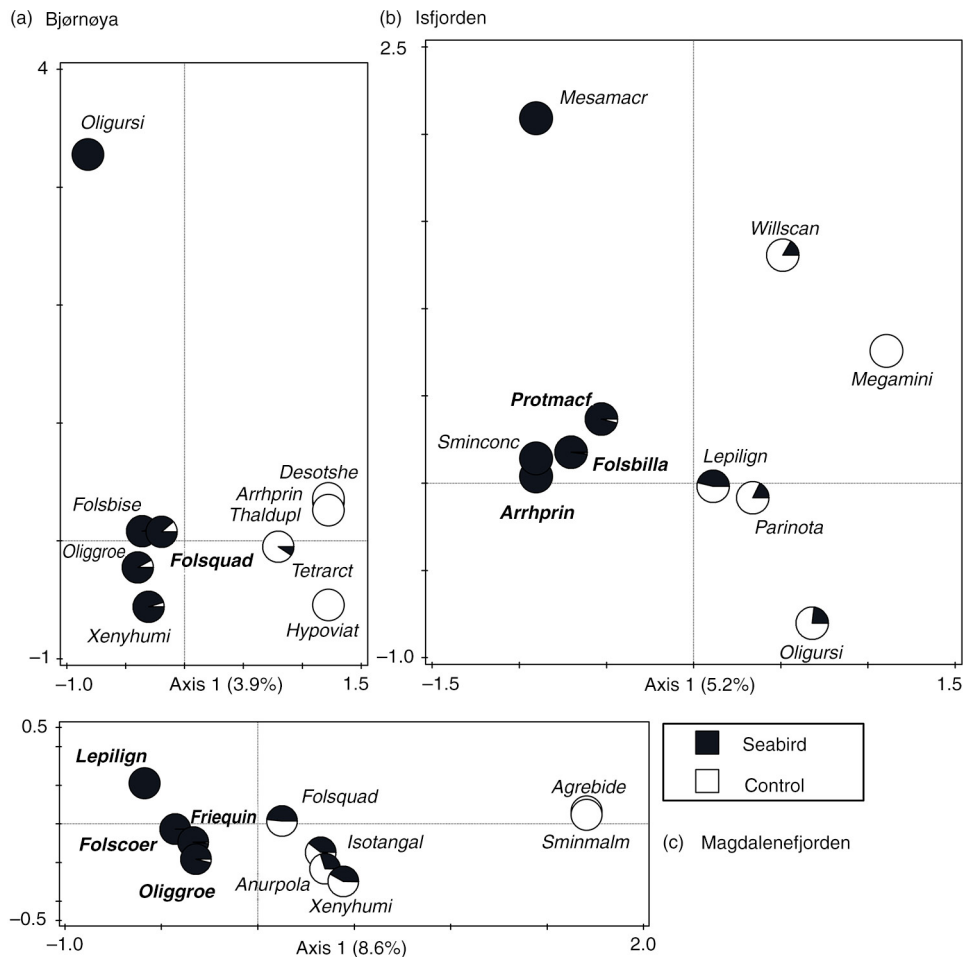 (a) Bjørnøya
4
Oligursi
Desotshe
Arrhprin
Thaldupl
Folsbise
Oliggroe
Folsquad
Tetrarct
Xenyhumi
Hypoviat
−1
−1.0
Axis 1 (3.9%)
1.5
(b) Isfjorden
2.5
Mesamacr
Willscan
Megamini
Protmacf
Sminconc
Folsbilla
Lepilign
Arrhprin
Parinota
Oligursi
−1.0
−1.5
Axis 1 (5.2%)
1.5
0.5
Lepilign
Folsquad
Agrebide
Friequin
Folscoer
Isotangal
Sminmalm
Anurpola
Oliggroe
Xenyhumi
−0.5
−1.0
Axis 1 (8.6%)
2.0
Seabird
Control
(c) Magdalenefjorden